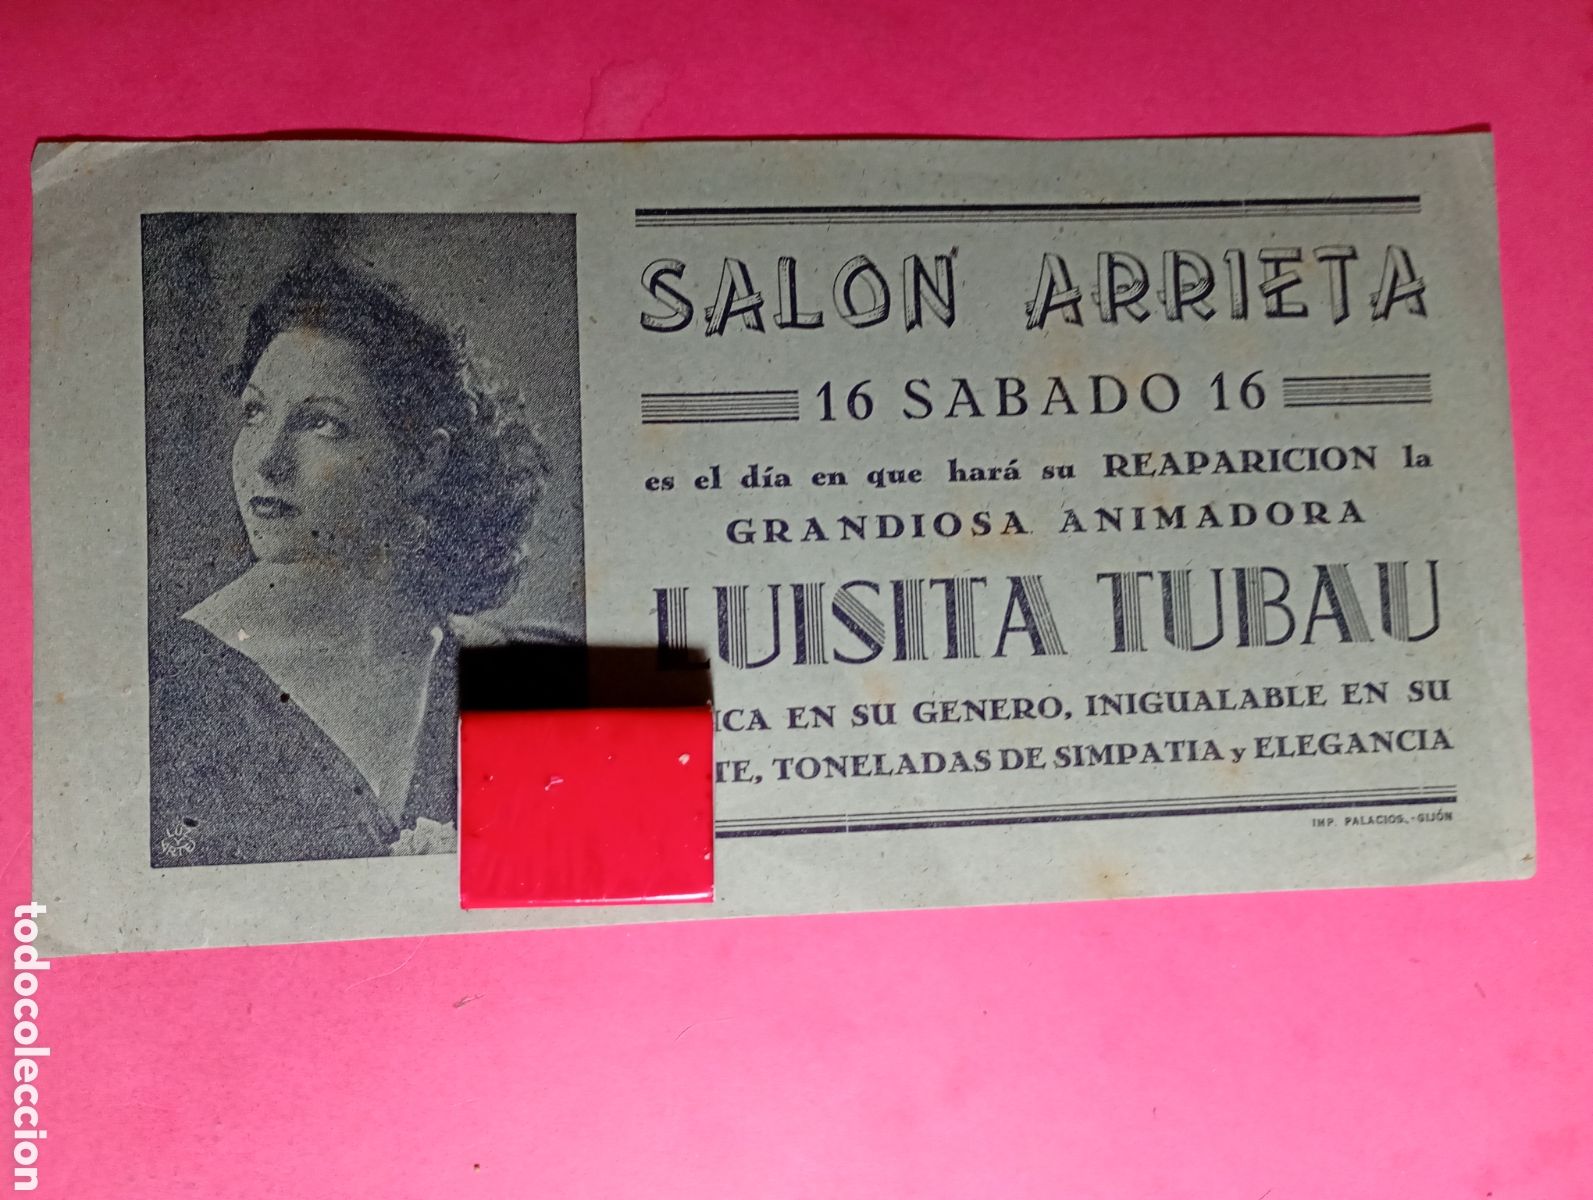 SALON ARRIETA
16 SABADO 16
es el día en que hará su REAPARICION la
GRANDIOSA ANIMADORA
LUISITA TUBAU
ICA EN SU GENERO, INIGUALABLE EN SU
TE, TONELADAS DE SIMPATIA y ELEGANCIA
IMP. PALACIOS.-GIJÓN
todocoleccion